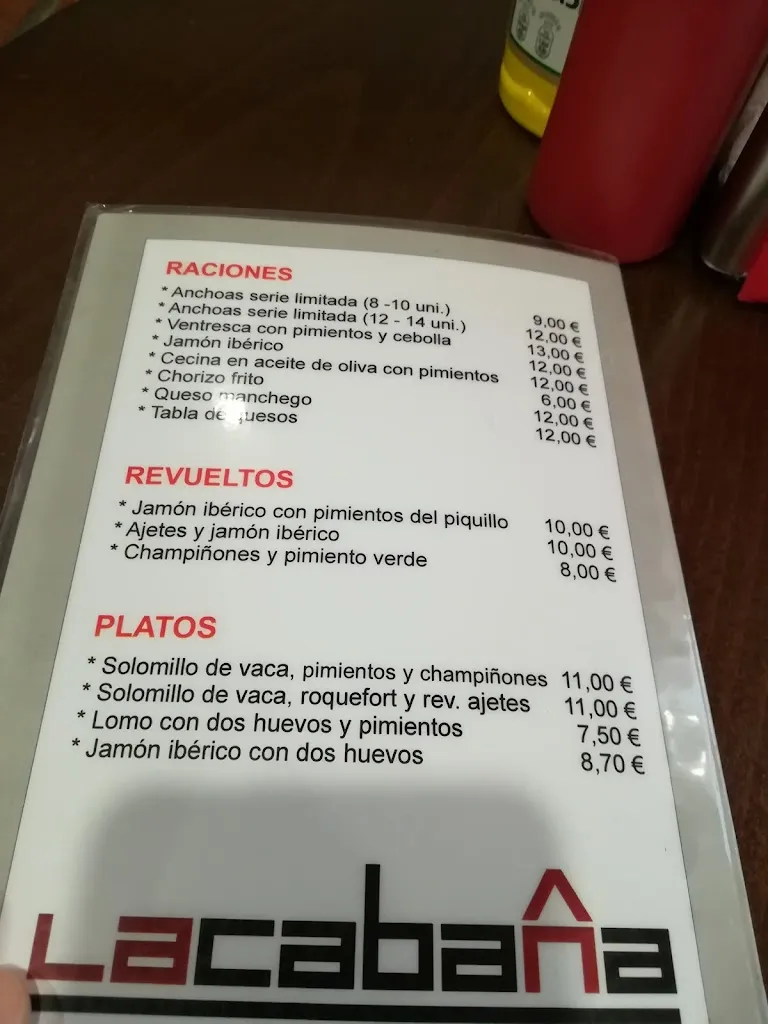 RACIONES
* Anchoas serie limitada (8 -10 uni.) 9,00 €
* Anchoas serie limitada (12 - 14 uni.) 12,00 €
* Ventresca con pimientos y cebolla 13,00 €
* Jamón ibérico 12,00 €
* Cecina en aceite de oliva con pimientos 12,00 €
* Chorizo frito 6,00 €
* Queso manchego 12,00 €
* Tabla de quesos 12,00 €
REVUELTOS
* Jamón ibérico con pimientos del piquillo 10,00 €
* Ajetes y jamón ibérico 10,00 €
* Champiñones y pimiento verde 8,00 €
PLATOS
* Solomillo de vaca, pimientos y champiñones 11,00 €
* Solomillo de vaca, roquefort y rev. ajetes 11,00 €
* Lomo con dos huevos y pimientos 7,50 €
* Jamón ibérico con dos huevos 8,70 €
Lacabaña